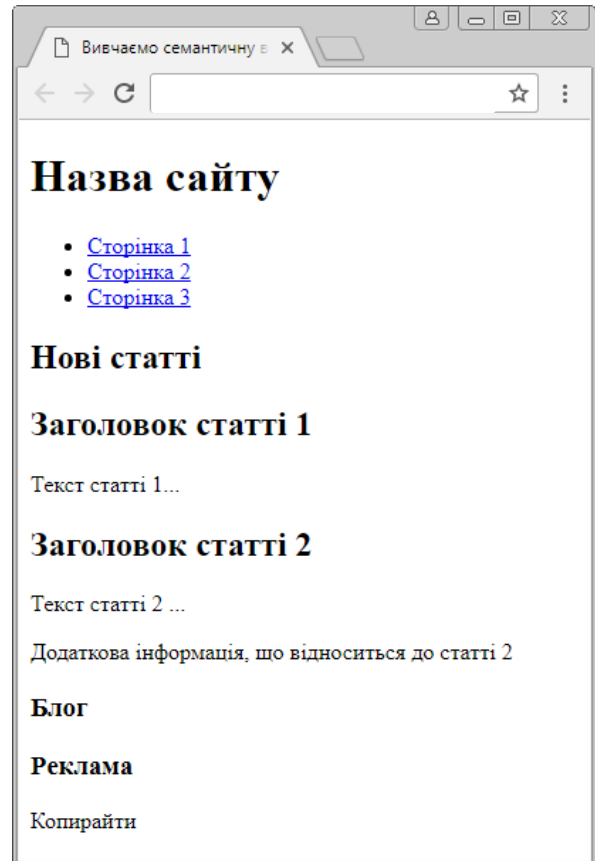 Вивчаємо семантичну в
Назва сайту
Сторінка 1
Сторінка 2
Сторінка 3
Нові статті
Заголовок статті 1
Текст статті 1...
Заголовок статті 2
Текст статті 2 ...
Додаткова інформація, що відноситься до статті 2
Блог
Реклама
Копирайти